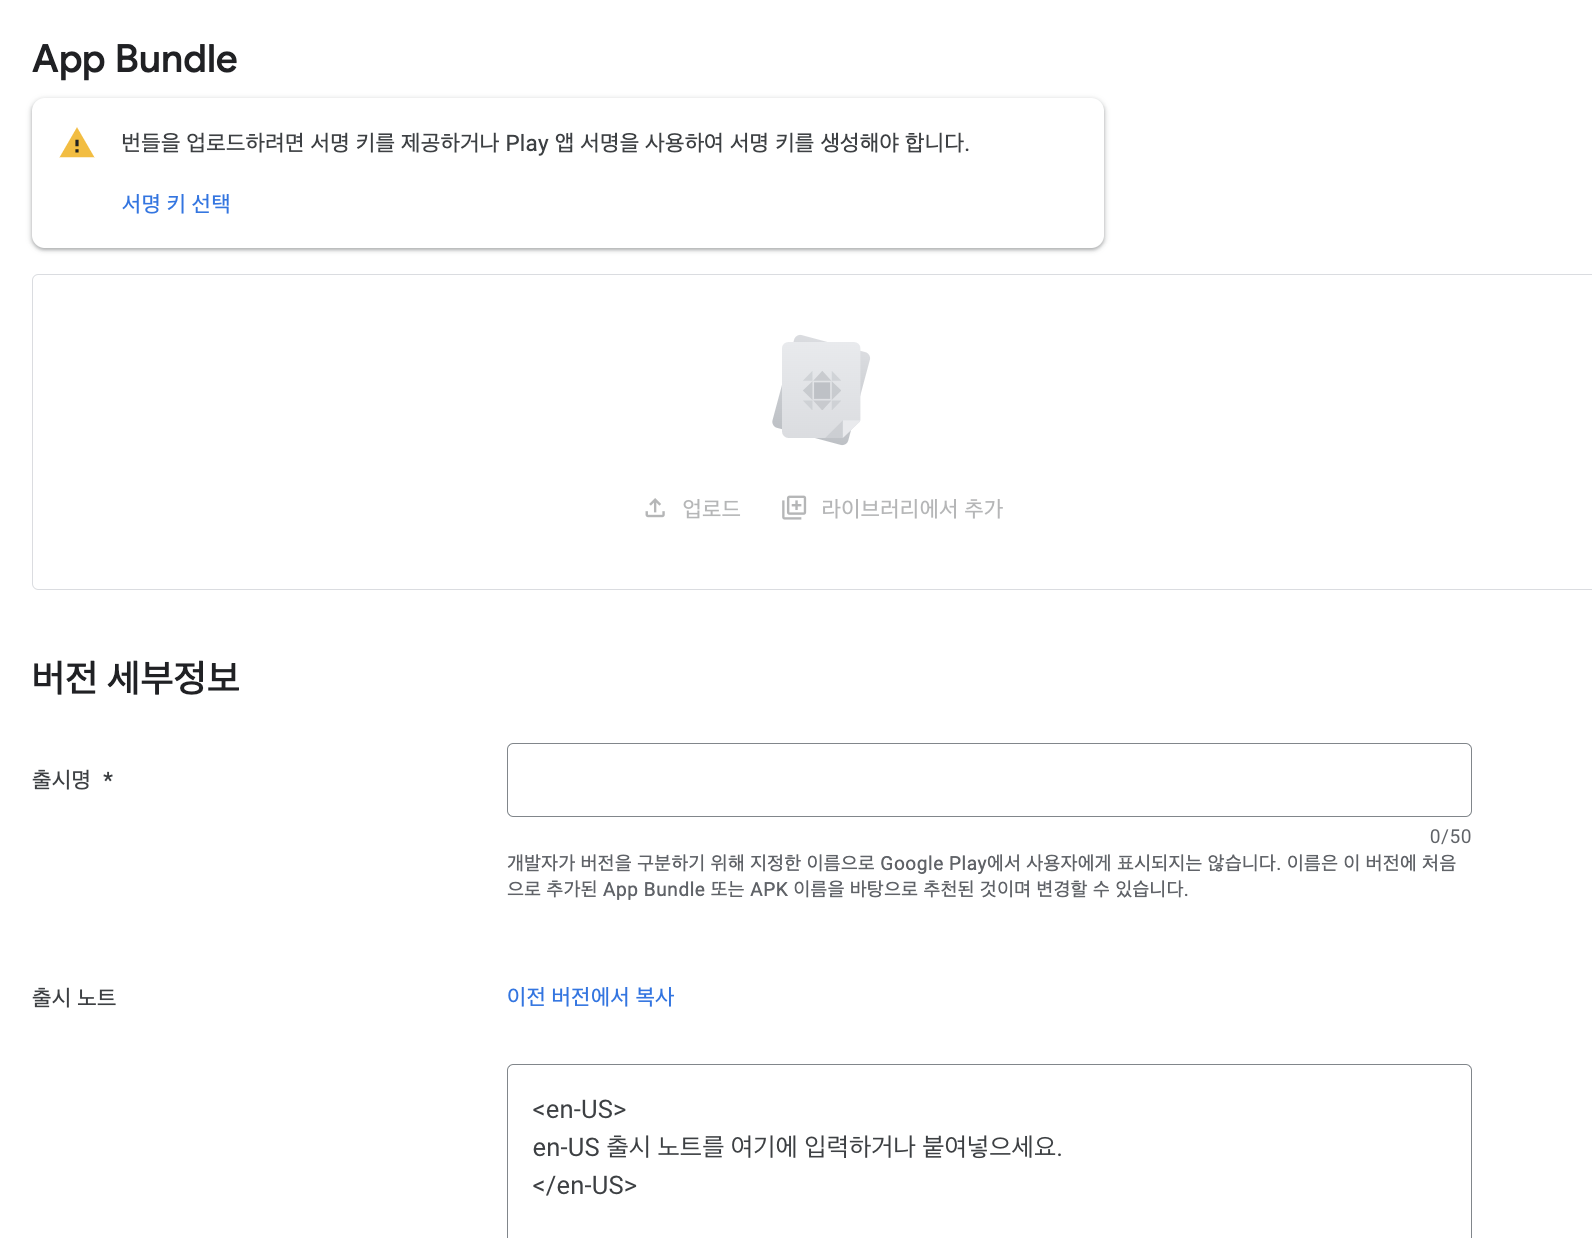 App Bundle
번들을 업로드하려면 서명 키를 제공하거나 Play 앱 서명을 사용하여 서명 키를 생성해야 합니다.
서명 키 선택
업로드
라이브러리에서 추가
버전 세부정보
출시명 *
0/50
개발자가 버전을 구분하기 위해 지정한 이름으로 Google Play에서 사용자에게 표시되지는 않습니다. 이름은 이 버전에 처음
으로 추가된 App Bundle 또는 APK 이름을 바탕으로 추천된 것이며 변경할 수 있습니다.
출시 노트
이전 버전에서 복사
<en-US>
en-US 출시 노트를 여기에 입력하거나 붙여넣으세요.
</en-US>